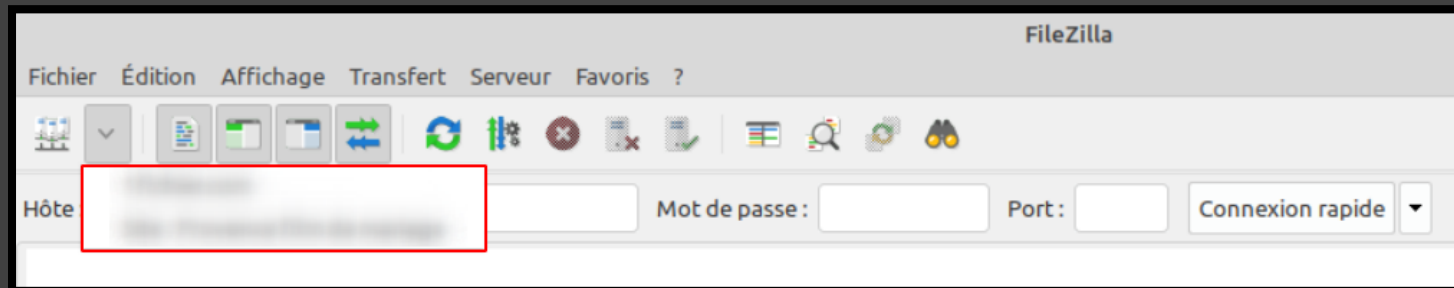 FileZilla
Fichier Édition Affichage Transfert Serveur Favoris ?
Hôte : Mot de passe : Port : Connexion rapide